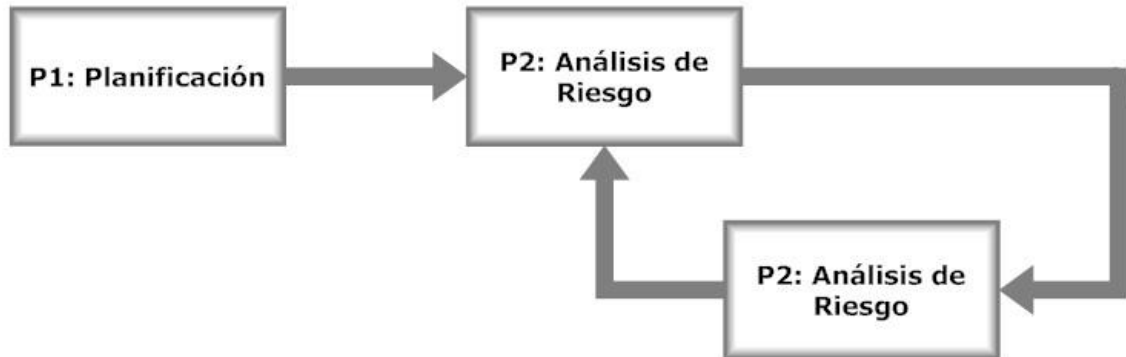 P1: Planificación
P2: Análisis de
Riesgo
P2: Análisis de
Riesgo